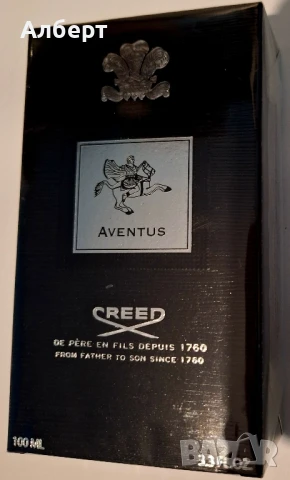 Алберт
AVENTUS
CREED
DE PÈRE EN FILS DEPUIS 1760
FROM FATHER TO SON SINCE 1760
100 ML
3.3 FL.OZ
BAZAR